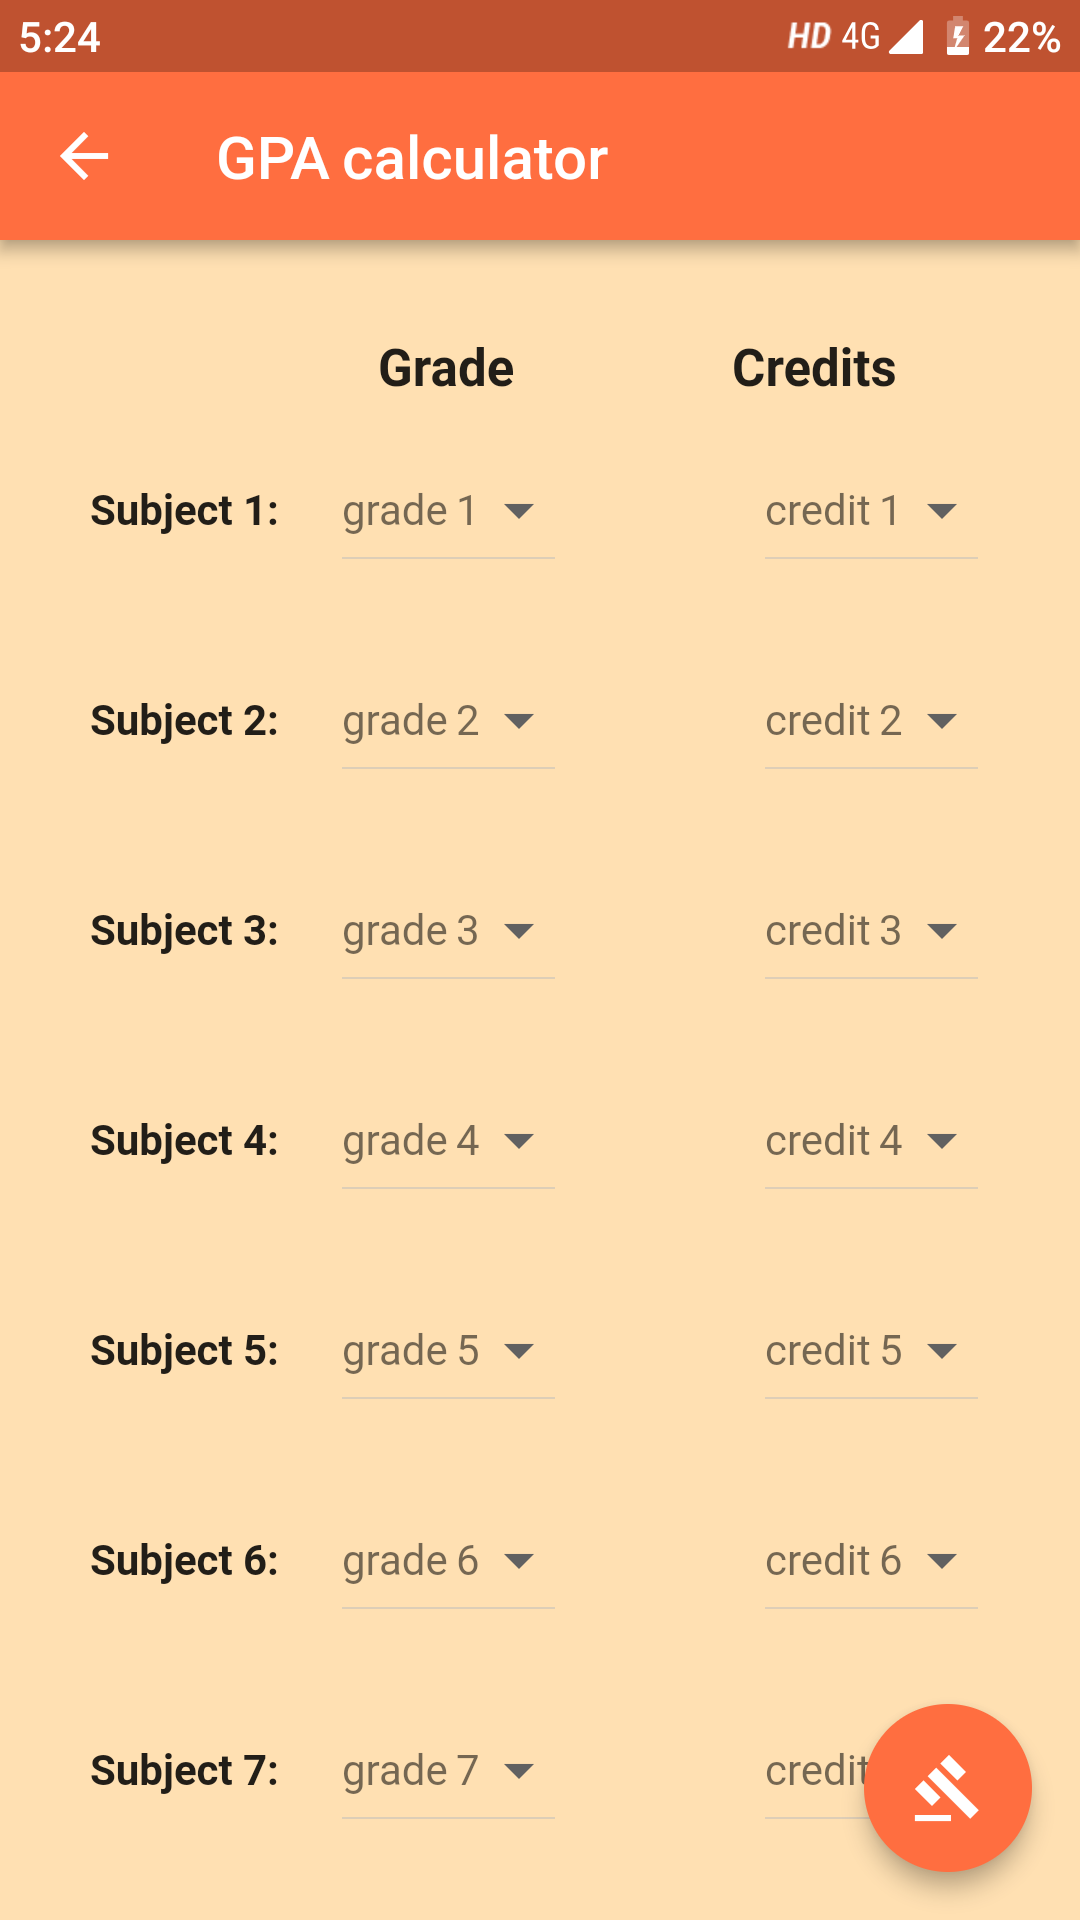 5:24 HD 4G 22%
GPA calculator
Grade Credits
Subject 1: grade 1 credit 1
Subject 2: grade 2 credit 2
Subject 3: grade 3 credit 3
Subject 4: grade 4 credit 4
Subject 5: grade 5 credit 5
Subject 6: grade 6 credit 6
Subject 7: grade 7 credit